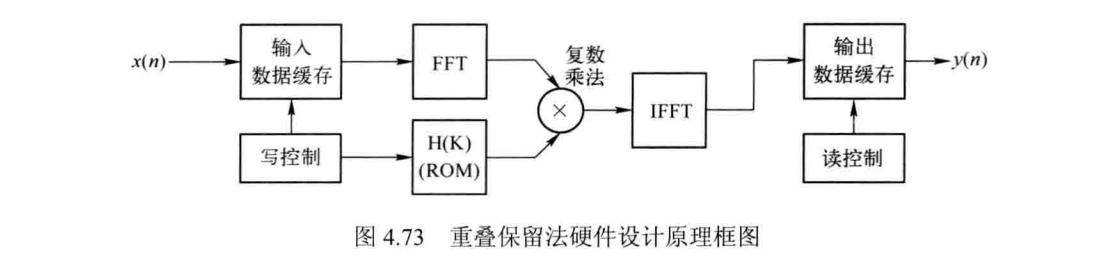 x(n)
输入
数据缓存
FFT
复数
乘法
×
IFFT
输出
数据缓存
y(n)
写控制
H(K)
(ROM)
读控制
图 4.73 重叠保留法硬件设计原理框图